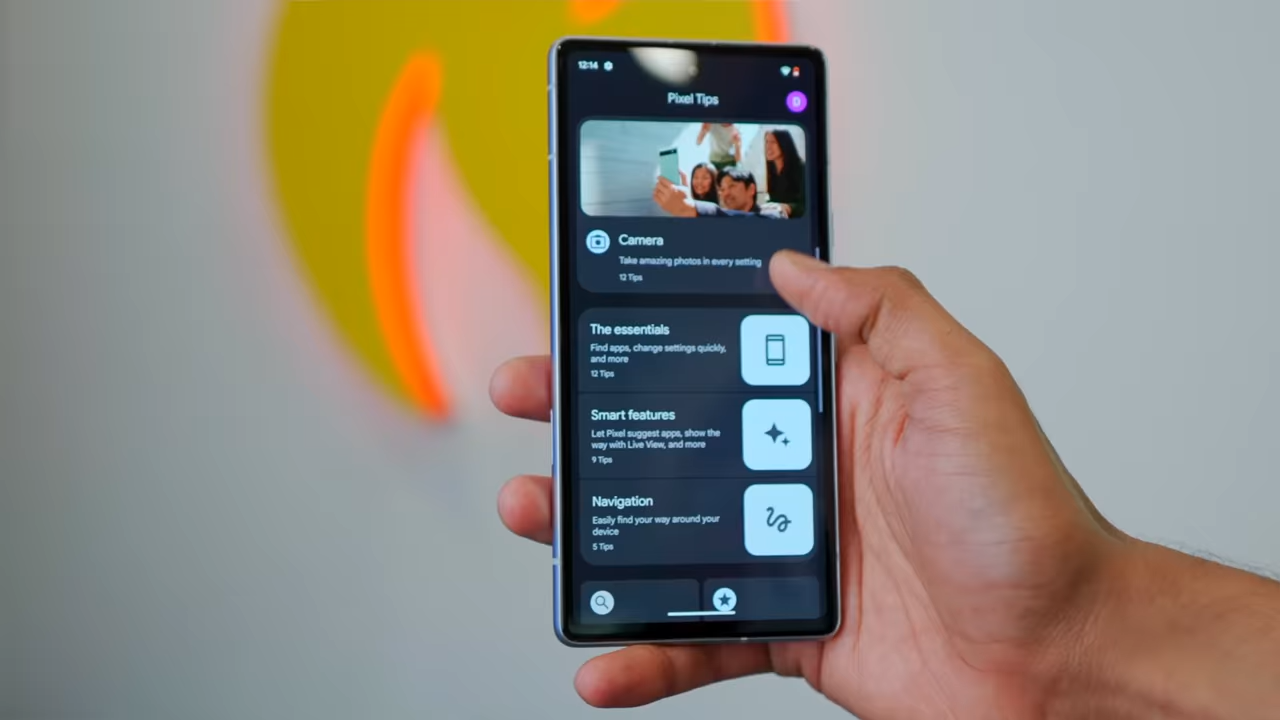 12:14
Pixel Tips
D
Camera
Take amazing photos in every setting
12 Tips
The essentials
Find apps, change settings quickly,
and more
12 Tips
Smart features
Let Pixel suggest apps, show the
way with Live View, and more
9 Tips
Navigation
Easily find your way around your
device
5 Tips